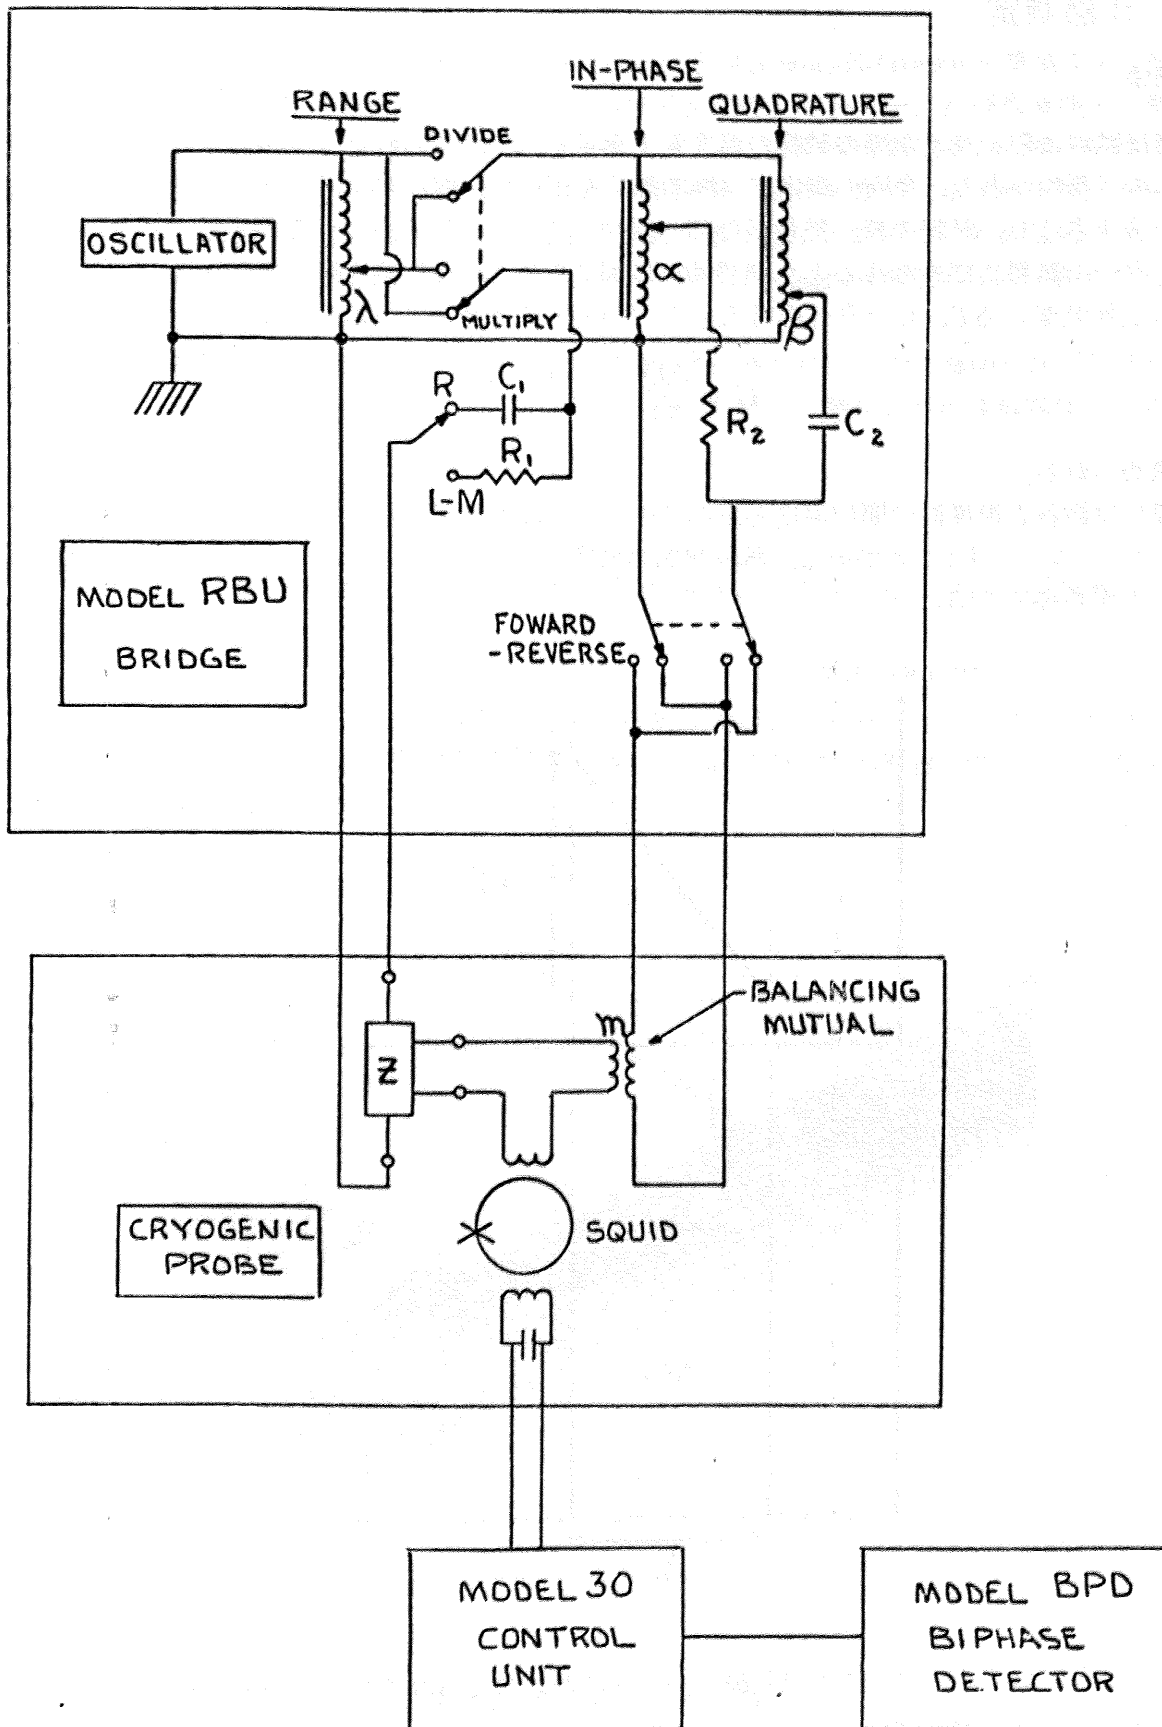 IN-PHASE
RANGE
QUADRATURE
DIVIDE
OSCILLATOR
λ
MULTIPLY
α
β
R
C₁
R₁
L-M
R₂
C₂
MODEL RBU
BRIDGE
FOWARD
-REVERSE
BALANCING
MUTUAL
m
Z
CRYOGENIC
PROBE
SQUID
MODEL 30
CONTROL
UNIT
MODEL BPD
BIPHASE
DETECTOR